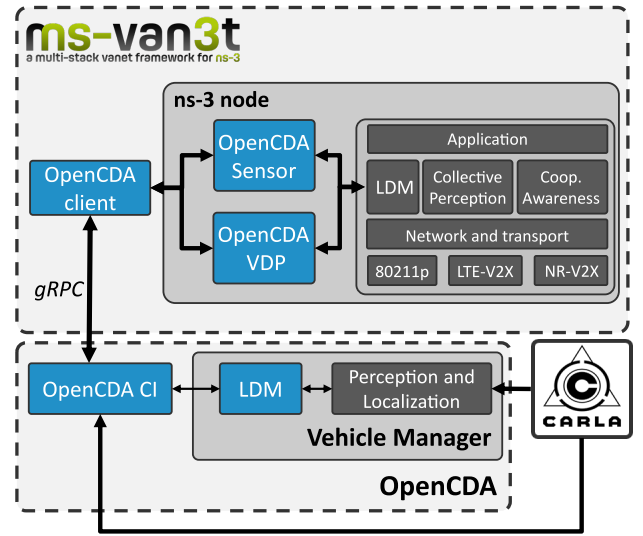 ms-van3t
a multi-stack vanet framework for ns-3
ns-3 node
OpenCDA
Sensor
Application
OpenCDA
client
LDM
Collective
Perception
Coop.
Awareness
OpenCDA
VDP
Network and transport
80211p
LTE-V2X
NR-V2X
gRPC
OpenCDA CI
LDM
Perception and
Localization
CARLA
Vehicle Manager
OpenCDA